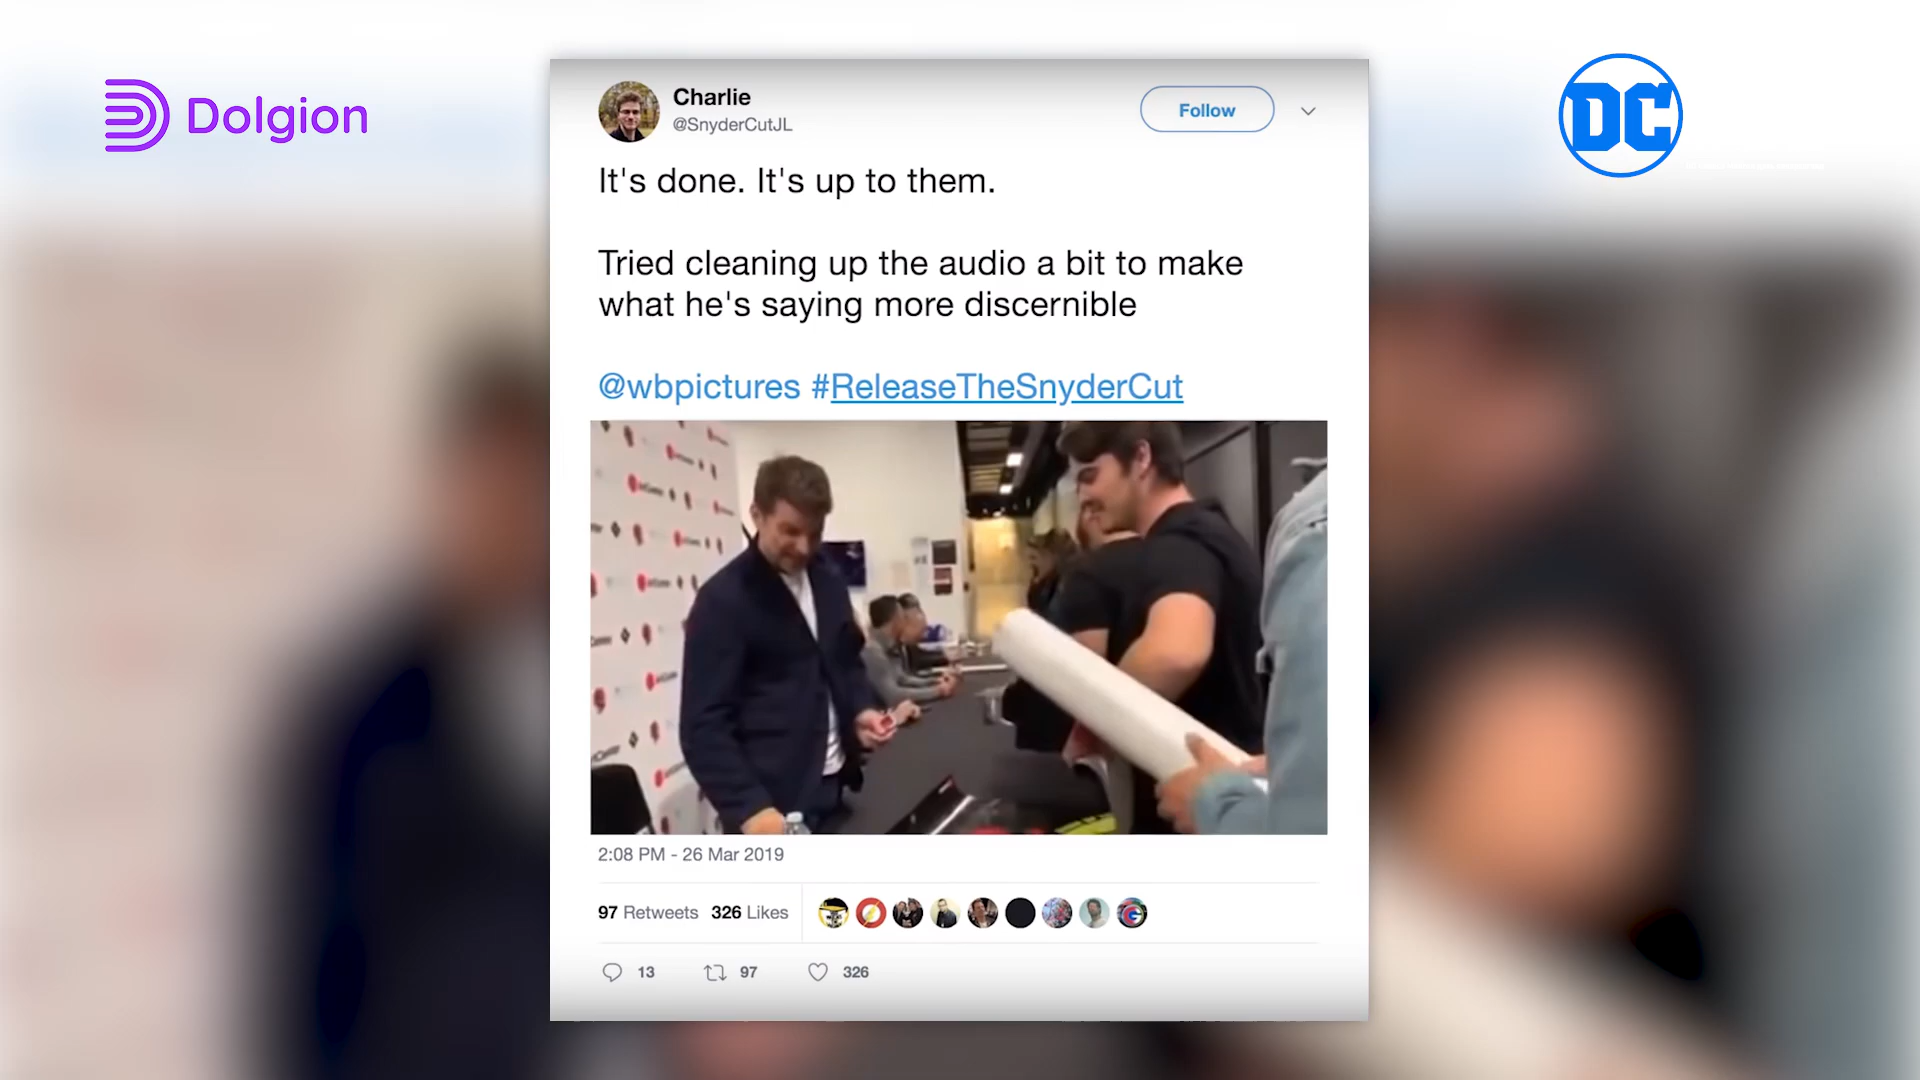 Dolgion
DC
Charlie
@SnyderCutJL
Follow
It's done. It's up to them.
Tried cleaning up the audio a bit to make
what he's saying more discernible
@wbpictures #ReleaseTheSnyderCut
2:08 PM - 26 Mar 2019
97 Retweets 326 Likes
13 97 326